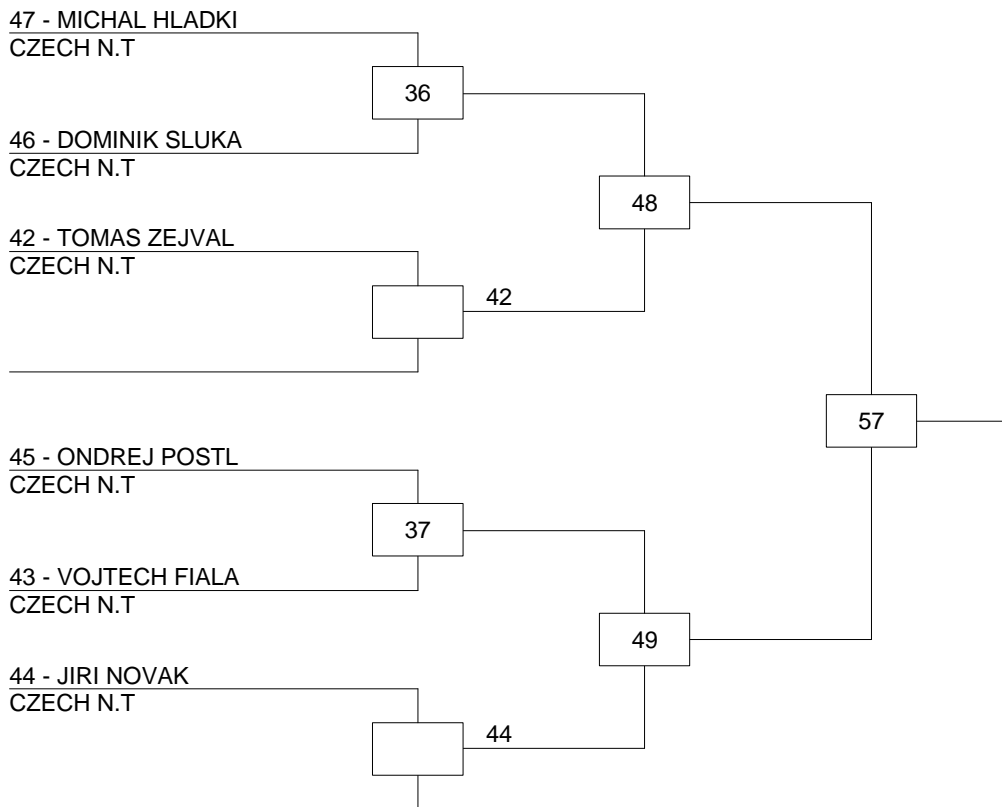 47 - MICHAL HLADKI
CZECH N.T
36
46 - DOMINIK SLUKA
CZECH N.T
48
42 - TOMAS ZEJVAL
CZECH N.T
42
57
45 - ONDREJ POSTL
CZECH N.T
37
43 - VOJTECH FIALA
CZECH N.T
49
44 - JIRI NOVAK
CZECH N.T
44